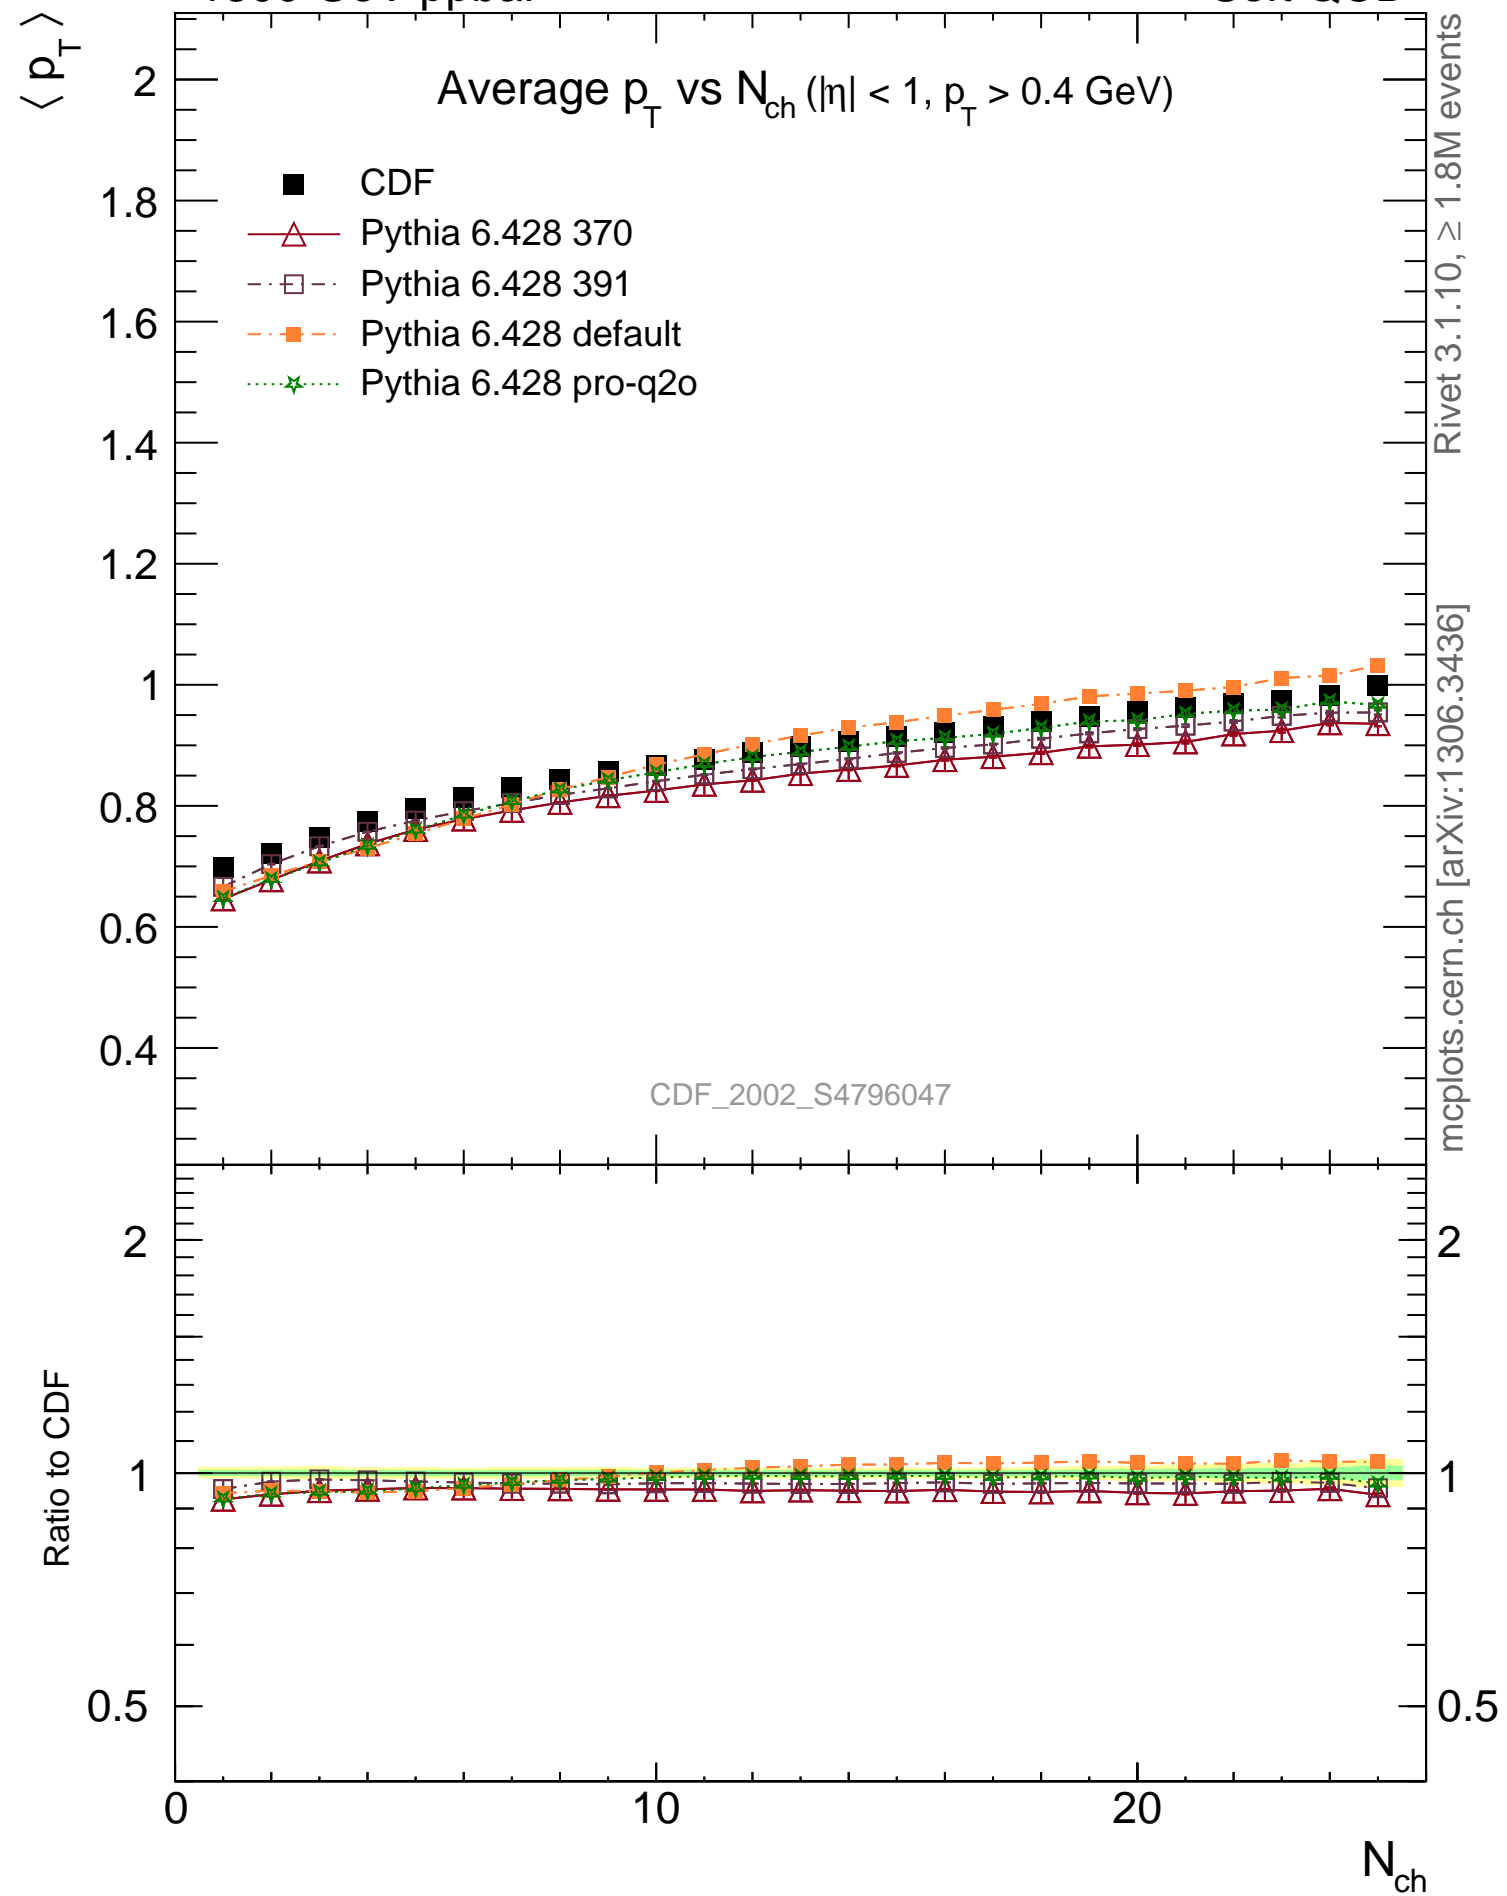 ⟨ p_T ⟩
Average p_T vs N_ch (|η| < 1, p_T > 0.4 GeV)
CDF
Pythia 6.428 370
Pythia 6.428 391
Pythia 6.428 default
Pythia 6.428 pro-q2o
2
1.8
1.6
1.4
1.2
1
0.8
0.6
0.4
CDF_2002_S4796047
Rivet 3.1.10, ≥ 1.8M events
mcplots.cern.ch [arXiv:1306.3436]
Ratio to CDF
2
1
0.5
2
1
0.5
0
10
20
N_ch